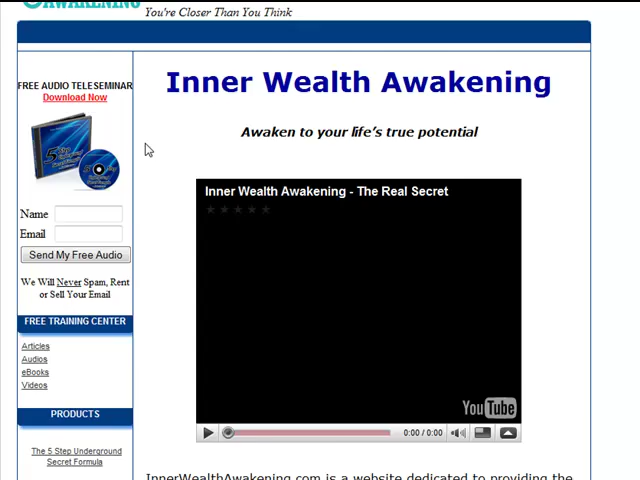 AWAKENING
You're Closer Than You Think
FREE AUDIO TELESEMINAR
Download Now
Name
Email
Send My Free Audio
We Will Never Spam, Rent
or Sell Your Email
FREE TRAINING CENTER
Articles
Audios
eBooks
Videos
PRODUCTS
The 5 Step Underground
Secret Formula
Inner Wealth Awakening
Awaken to your life's true potential
Inner Wealth Awakening - The Real Secret
YouTube
0:00 / 0:00
InnerWealthAwakening.com is a website dedicated to providing the